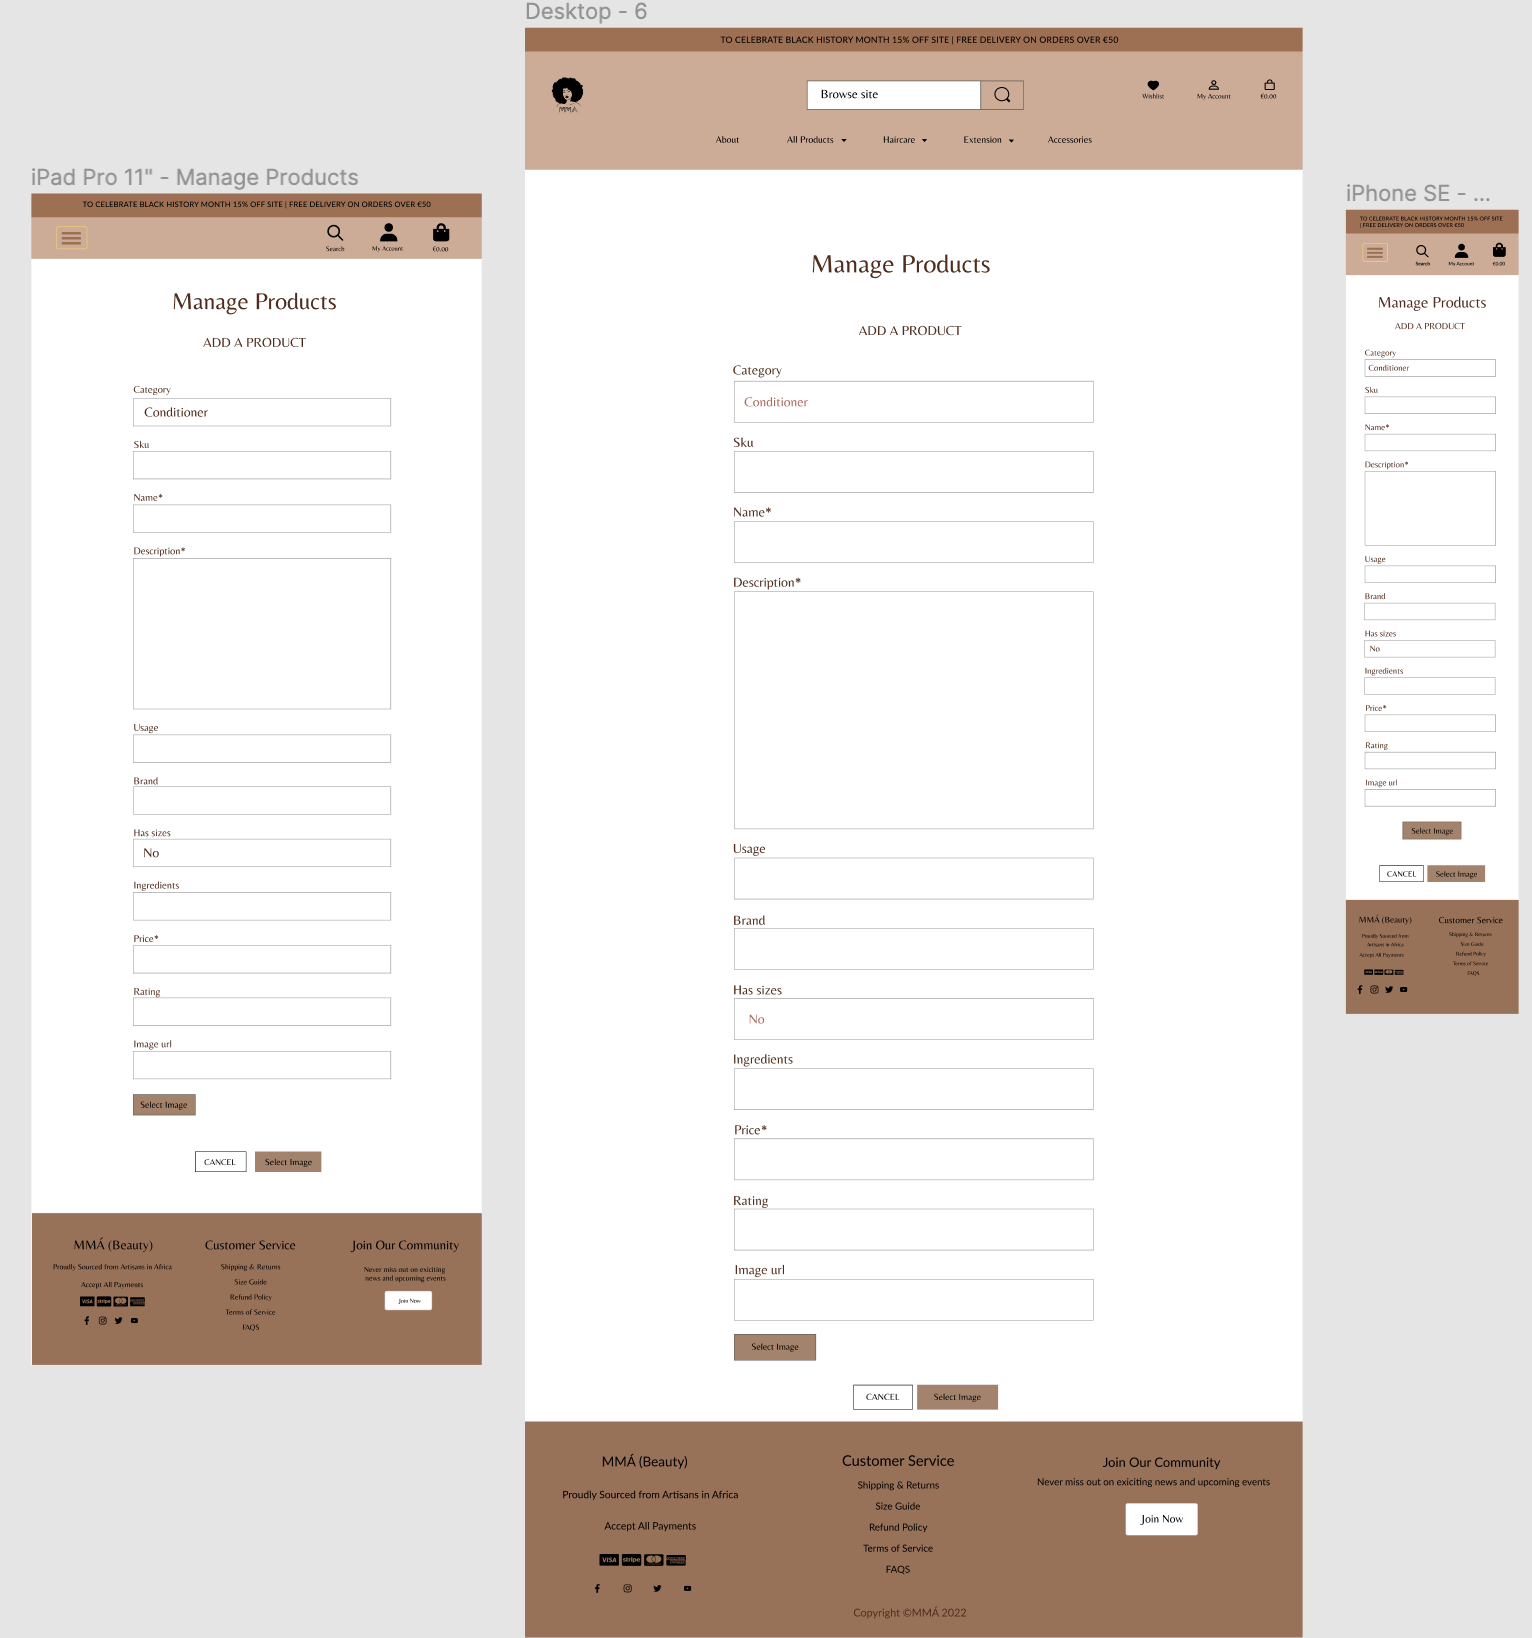 iPad Pro 11" - Manage Products
TO CELEBRATE BLACK HISTORY MONTH 15% OFF SITE | FREE DELIVERY ON ORDERS OVER €50
Search
My Account
€0.00
Manage Products
ADD A PRODUCT
Category
Conditioner
Sku
Name*
Description*
Usage
Brand
Has sizes
No
Ingredients
Price*
Rating
Image url
Select Image
CANCEL
Select Image
MMÁ (Beauty)
Proudly Sourced from Artisans in Africa
Accept All Payments
VISA stripe
Customer Service
Shipping & Returns
Size Guide
Refund Policy
Terms of Service
FAQS
Join Our Community
Never miss out on exiciting
news and upcoming events
Join Now
Desktop - 6
TO CELEBRATE BLACK HISTORY MONTH 15% OFF SITE | FREE DELIVERY ON ORDERS OVER €50
MMÁ
Browse site
Wishlist
My Account
€0.00
About
All Products
Haircare
Extension
Accessories
Manage Products
ADD A PRODUCT
Category
Conditioner
Sku
Name*
Description*
Usage
Brand
Has sizes
No
Ingredients
Price*
Rating
Image url
Select Image
CANCEL
Select Image
MMÁ (Beauty)
Proudly Sourced from Artisans in Africa
Accept All Payments
VISA stripe
Customer Service
Shipping & Returns
Size Guide
Refund Policy
Terms of Service
FAQS
Join Our Community
Never miss out on exiciting news and upcoming events
Join Now
Copyright ©MMÁ 2022
iPhone SE - ...
TO CELEBRATE BLACK HISTORY MONTH 15% OFF SITE
| FREE DELIVERY ON ORDERS OVER €50
Search
My Account
€0.00
Manage Products
ADD A PRODUCT
Category
Conditioner
Sku
Name*
Description*
Usage
Brand
Has sizes
No
Ingredients
Price*
Rating
Image url
Select Image
CANCEL
Select Image
MMÁ (Beauty)
Proudly Sourced from
Artisans in Africa
Accept All Payments
Customer Service
Shipping & Returns
Size Guide
Refund Policy
Terms of Service
FAQS